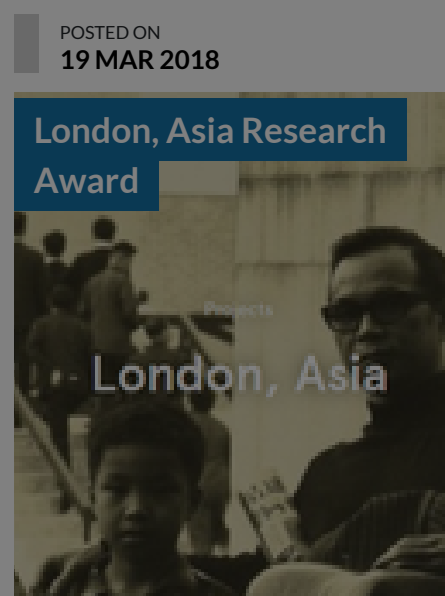 POSTED ON
19 MAR 2018
London, Asia Research
Award
Projects
London, Asia